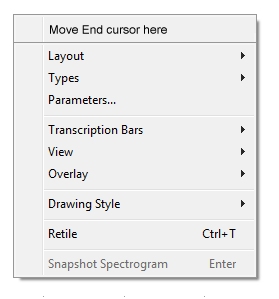 Move End cursor here
Layout
Types
Parameters...
Transcription Bars
View
Overlay
Drawing Style
Retile Ctrl+T
Snapshot Spectrogram Enter